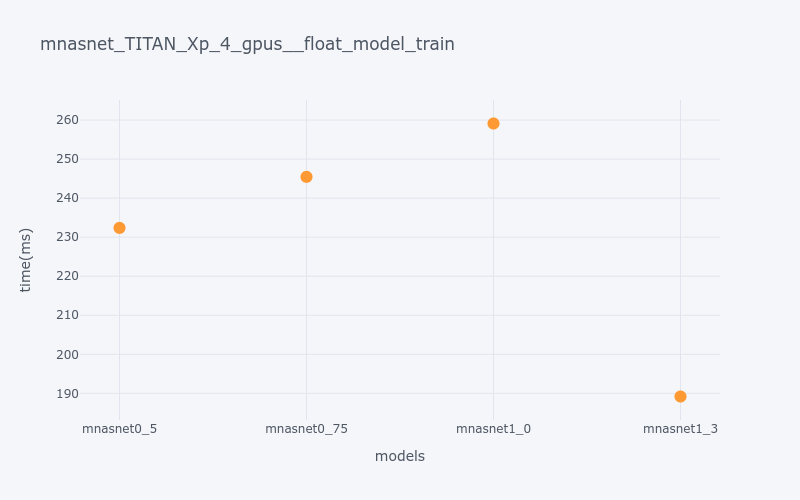 mnasnet_TITAN_Xp_4_gpus__float_model_train
260
250
240
230
220
210
200
190
time(ms)
mnasnet0_5
mnasnet0_75
mnasnet1_0
mnasnet1_3
models